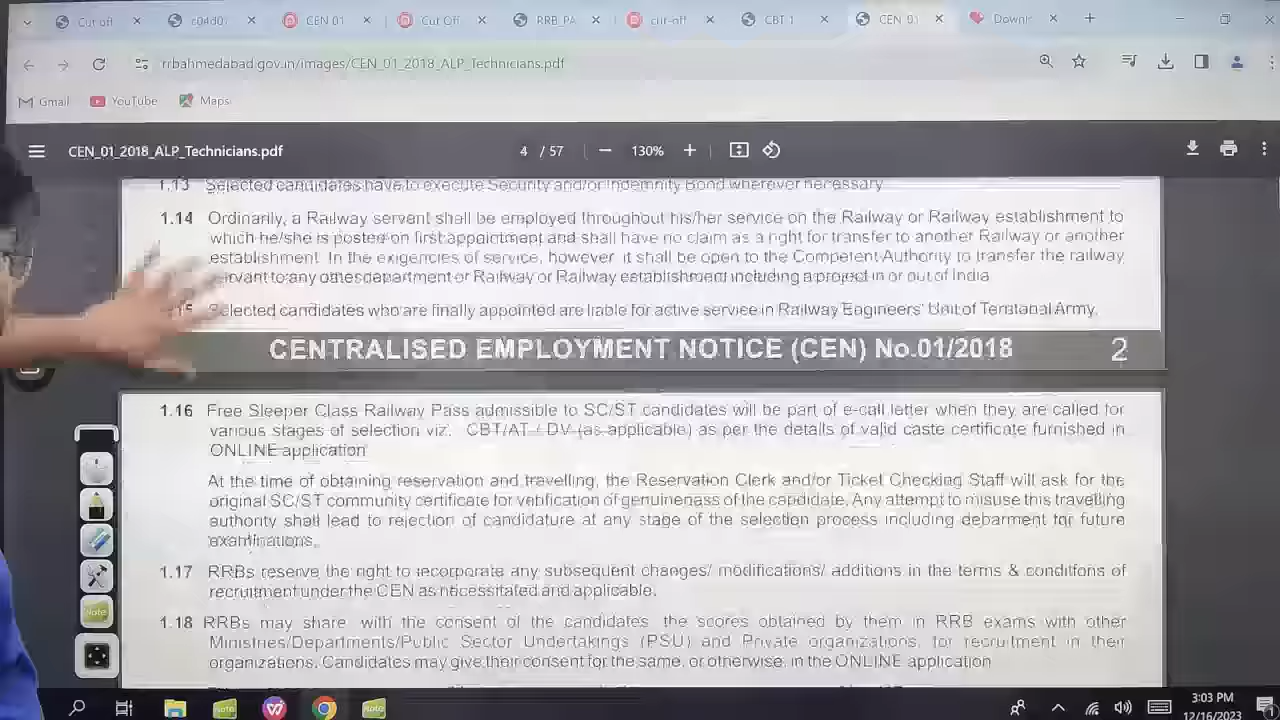 Cut off
c04d0
CEN 01
Cut Off
RRB_PA
cut-off
CBT 1
CEN_01
Downl
rrbahmedabad.gov.in/images/CEN_01_2018_ALP_Technicians.pdf
Gmail
YouTube
Maps
CEN_01_2018_ALP_Technicians.pdf
4 / 57
130%
1.13 Selected candidates have to execute Security and/or Indemnity Bond wherever necessary
1.14 Ordinarily, a Railway servent shall be employed throughout his/her service on the Railway or Railway establishment to
which he/she is posted on first appointment and shall have no claim as a right for transfer to another Railway or another
establishment. In the exigencies of service, however it shall be open to the Competent Authority to transfer the railway
servant to any other department or Railway or Railway establishment including a project in or out of India
Selected candidates who are finally appointed are liable for active service in Railway Engineers' Unit of Territorial Army.
CENTRALISED EMPLOYMENT NOTICE (CEN) No.01/2018 2
1.16 Free Sleeper Class Railway Pass admissible to SC/ST candidates will be part of e-call letter when they are called for
various stages of selection viz. CBT/AT / DV (as applicable) as per the details of valid caste certificate furnished in
ONLINE application
At the time of obtaining reservation and travelling, the Reservation Clerk and/or Ticket Checking Staff will ask for the
original SC/ST community certificate for verification of genuineness of the candidate. Any attempt to misuse this travelling
authority shall lead to rejection of candidature at any stage of the selection process including debarment for future
examinations.
1.17 RRBs reserve the right to incorporate any subsequent changes/ modifications/ additions in the terms & conditions of
recruitment under the CEN as necessitated and applicable.
1.18 RRBs may share with the consent of the candidates the scores obtained by them in RRB exams with other
Ministries/Departments/Public Sector Undertakings (PSU) and Private organizations, for recruitment in their
organizations. Candidates may give their consent for the same, or otherwise, in the ONLINE application
Note
3:03 PM
12/16/2023